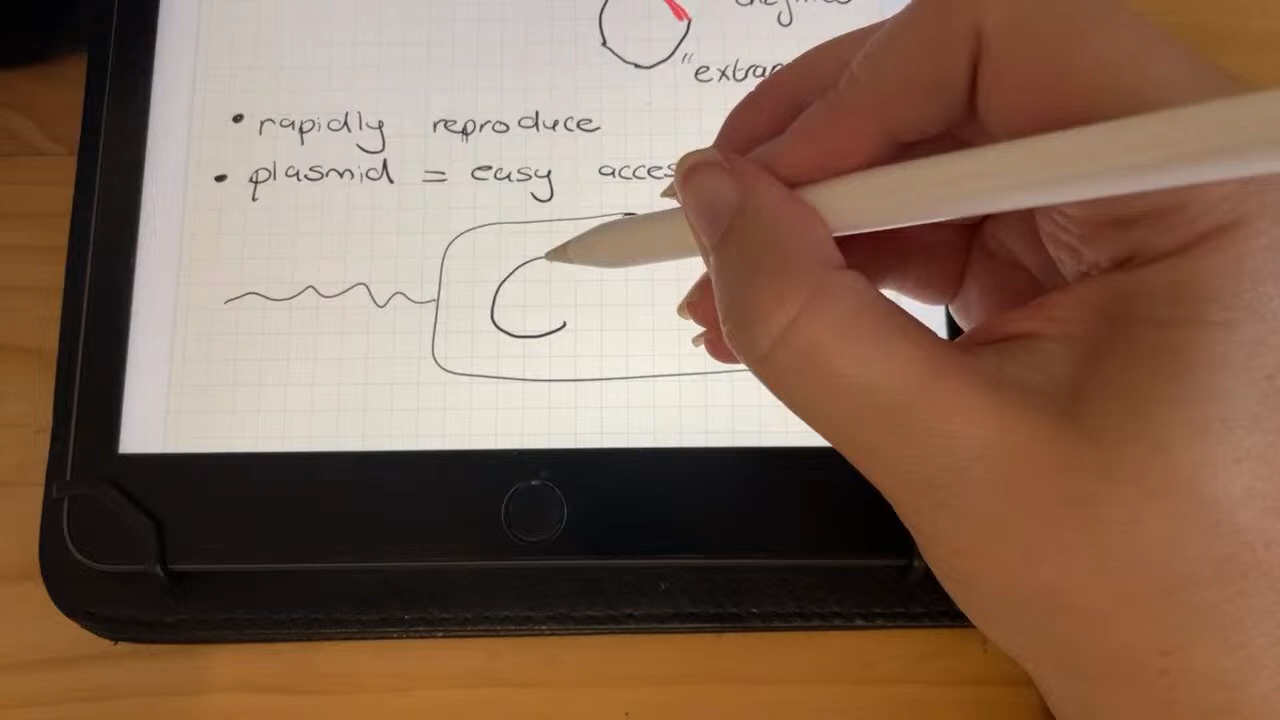 "extra
• rapidly reproduce
• plasmid = easy acces